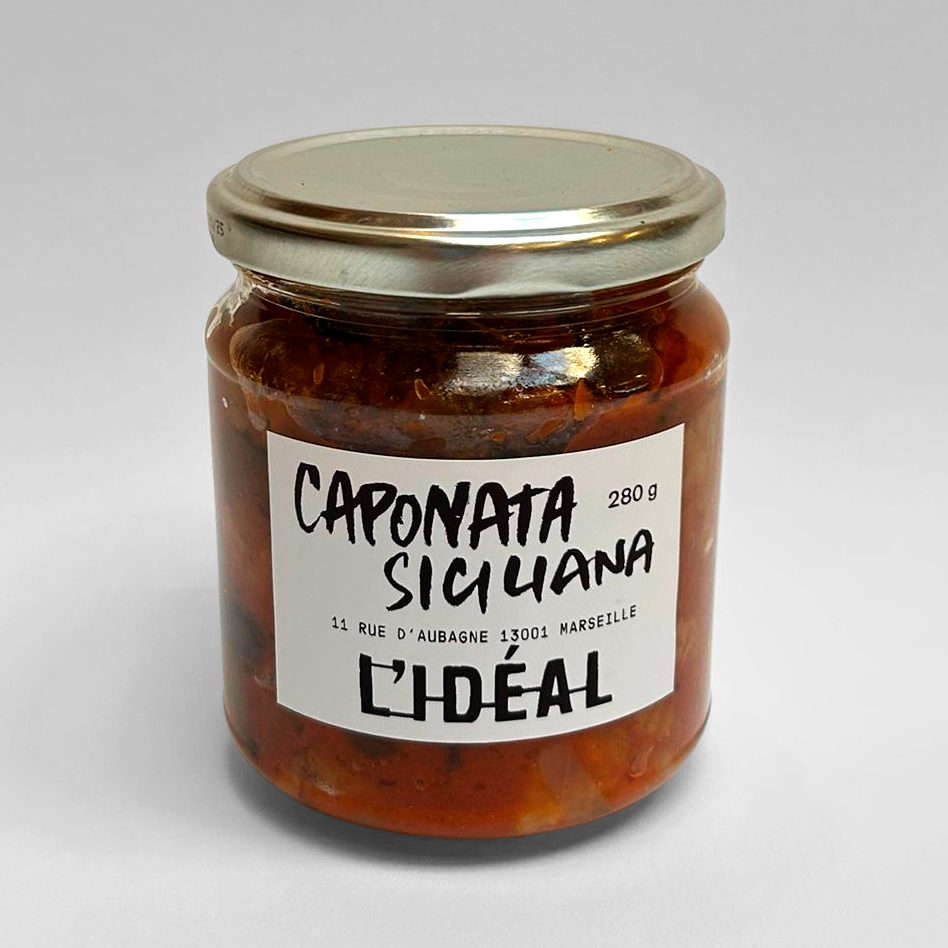 CAPONATA 280 g
SICILIANA
11 RUE D'AUBAGNE 13001 MARSEILLE
L'IDÉAL